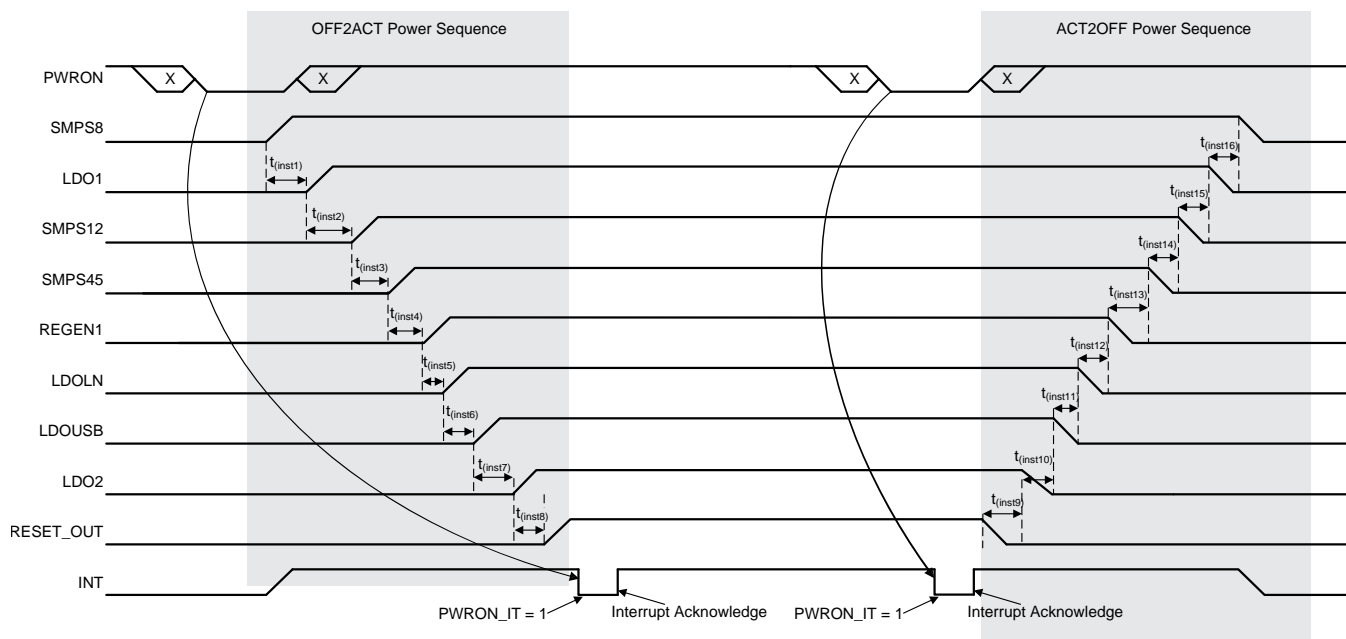 OFF2ACT Power Sequence
ACT2OFF Power Sequence
PWRON
X
X
X
X
SMPS8
t(inst1)
t(inst16)
LDO1
t(inst2)
t(inst15)
SMPS12
t(inst3)
t(inst14)
SMPS45
t(inst4)
t(inst13)
REGEN1
t(inst5)
t(inst12)
LDOLN
t(inst6)
t(inst11)
LDOUSB
t(inst7)
t(inst10)
LDO2
t(inst8)
t(inst9)
RESET_OUT
INT
PWRON_IT = 1
Interrupt Acknowledge
PWRON_IT = 1
Interrupt Acknowledge